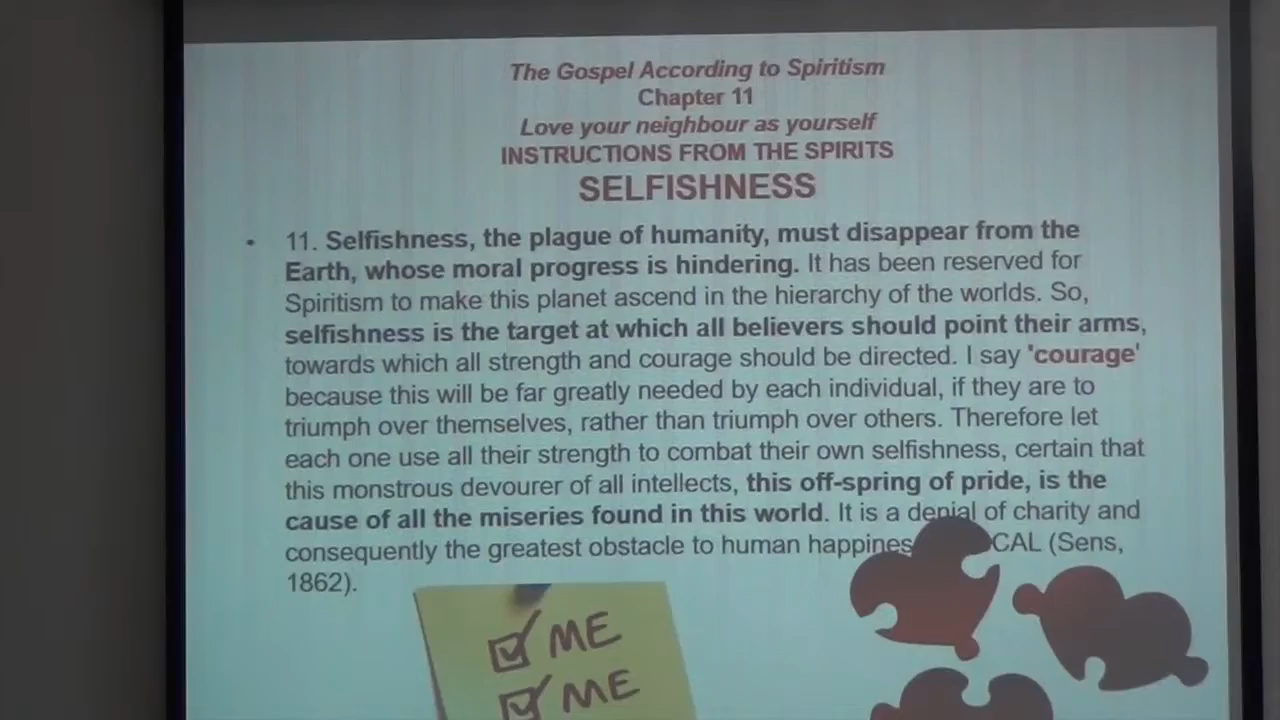 The Gospel According to Spiritism
Chapter 11
Love your neighbour as yourself
INSTRUCTIONS FROM THE SPIRITS
SELFISHNESS
• 11. Selfishness, the plague of humanity, must disappear from the
Earth, whose moral progress is hindering. It has been reserved for
Spiritism to make this planet ascend in the hierarchy of the worlds. So,
selfishness is the target at which all believers should point their arms,
towards which all strength and courage should be directed. I say 'courage'
because this will be far greatly needed by each individual, if they are to
triumph over themselves, rather than triumph over others. Therefore let
each one use all their strength to combat their own selfishness, certain that
this monstrous devourer of all intellects, this off-spring of pride, is the
cause of all the miseries found in this world. It is a denial of charity and
consequently the greatest obstacle to human happines CAL (Sens,
1862).
ME
ME